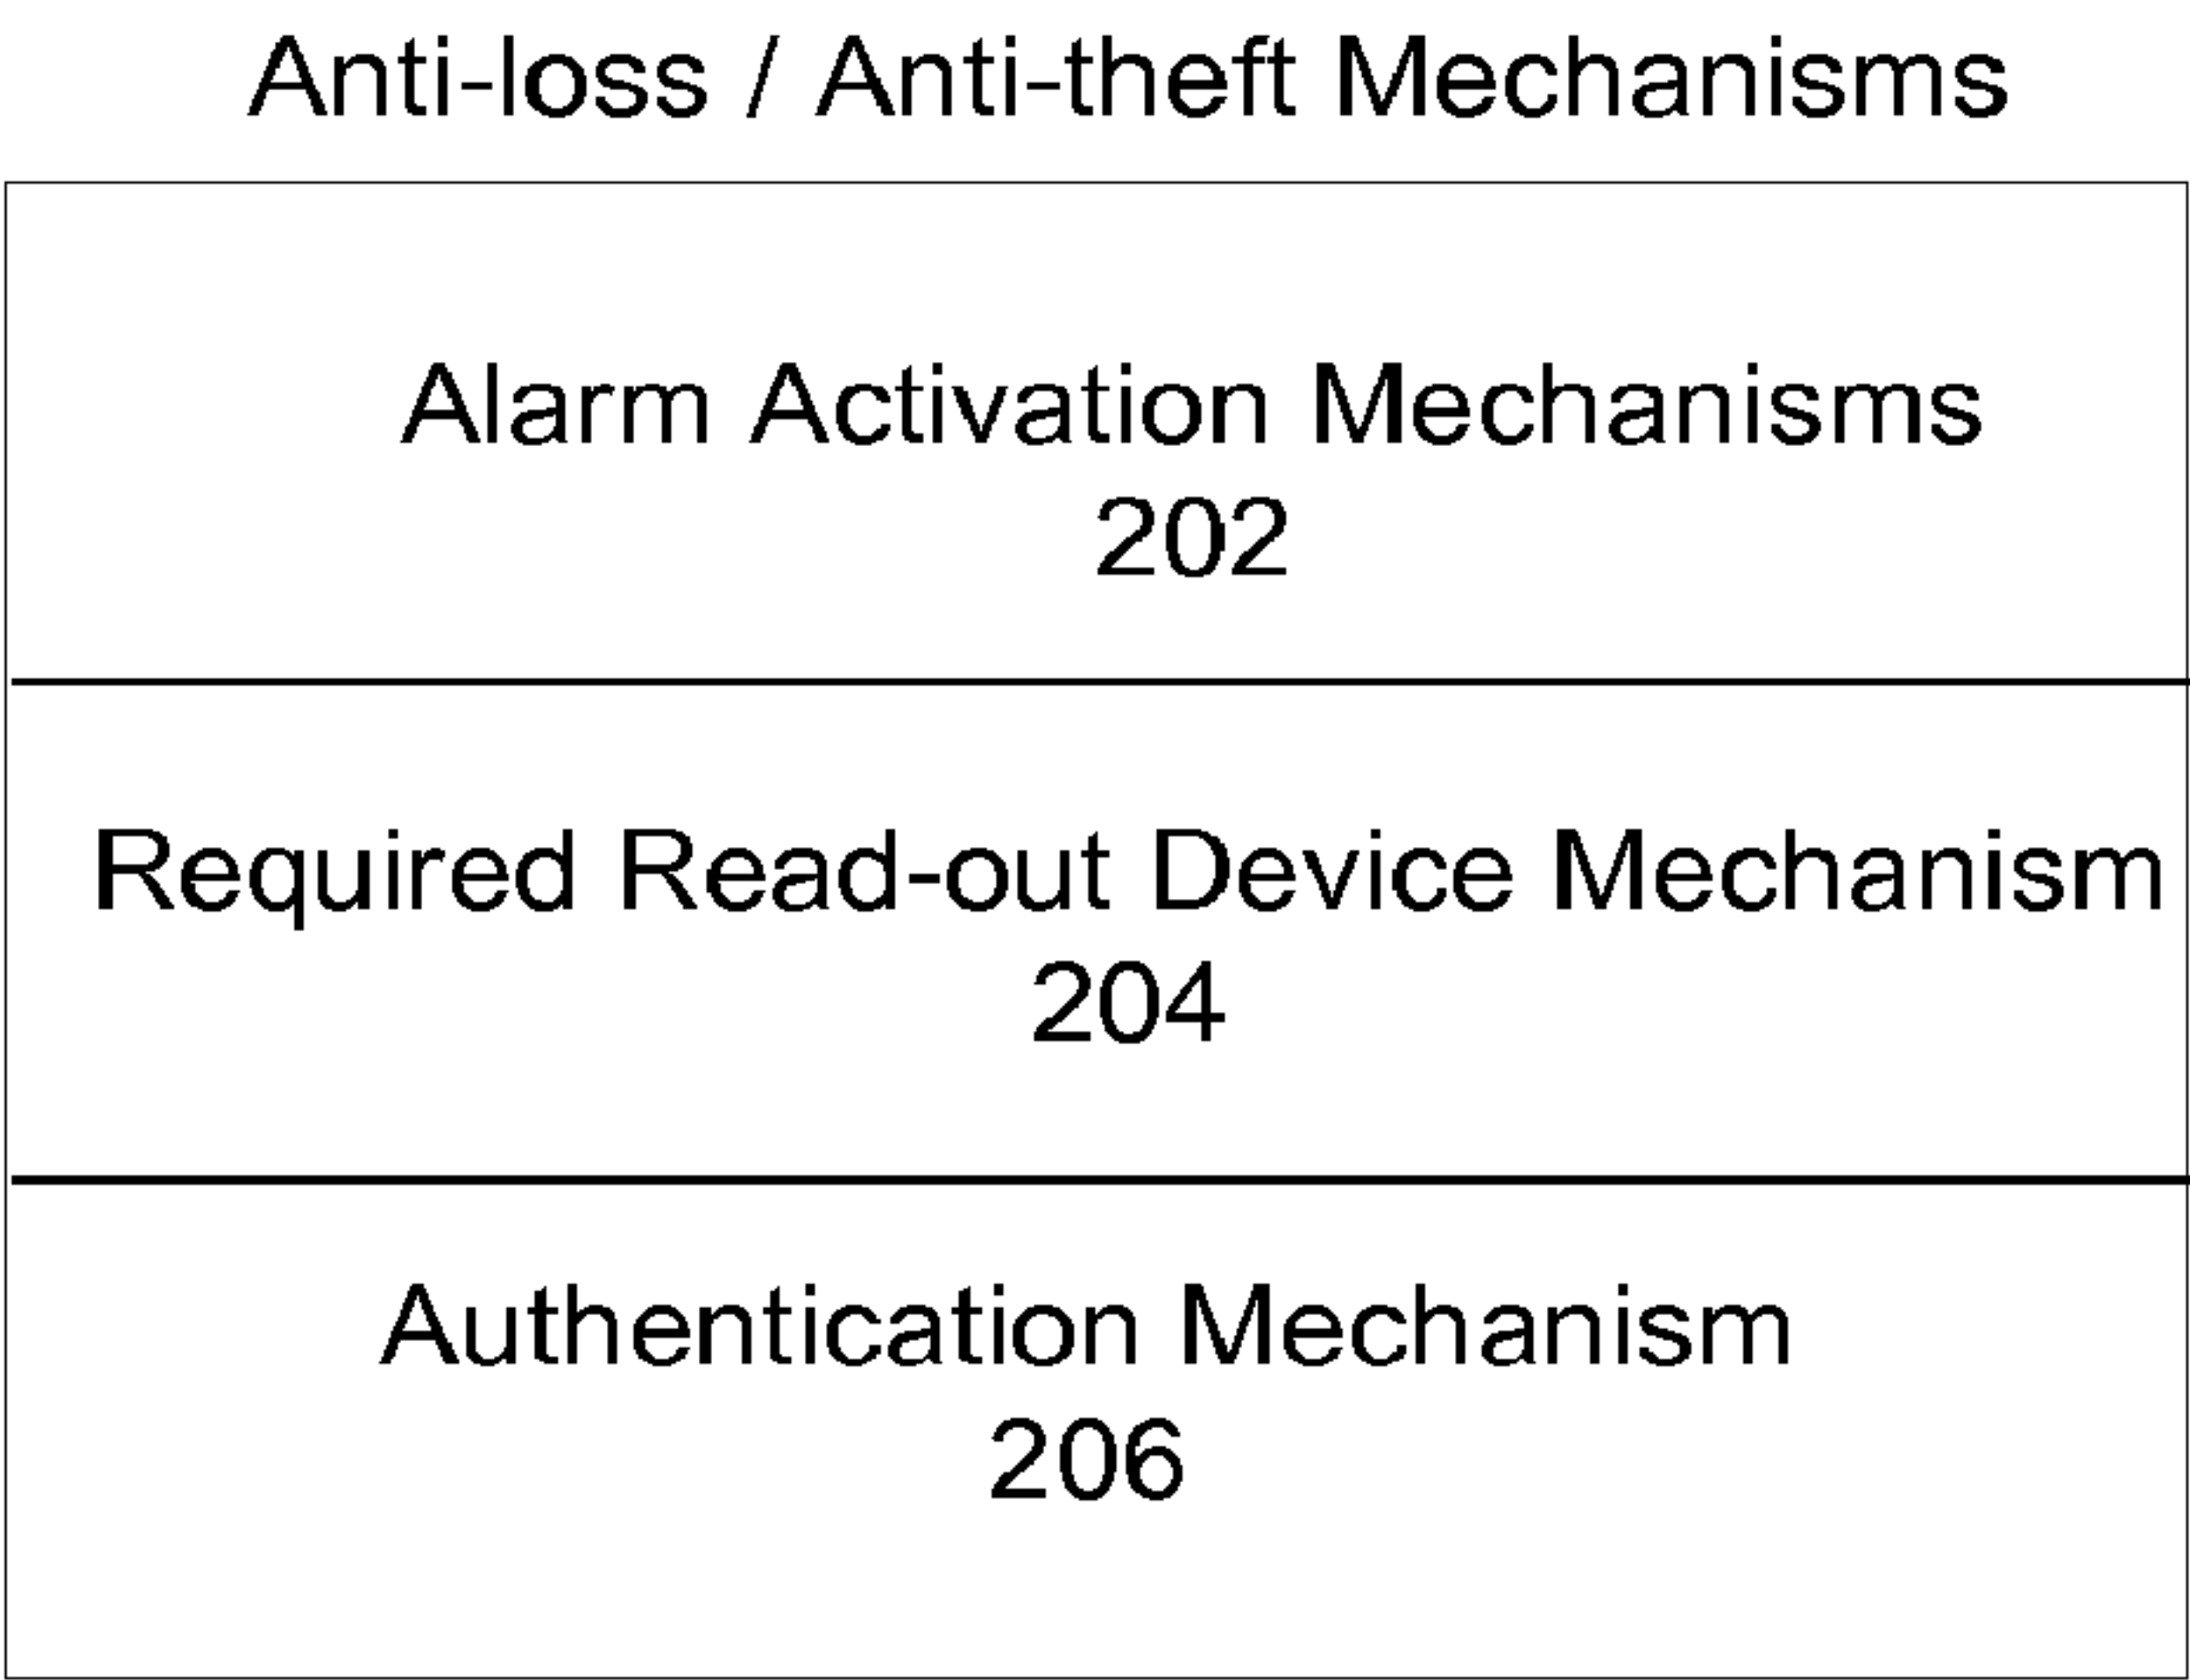 Anti-loss / Anti-theft Mechanisms
Alarm Activation Mechanisms
202
Required Read-out Device Mechanism
204
Authentication Mechanism
206